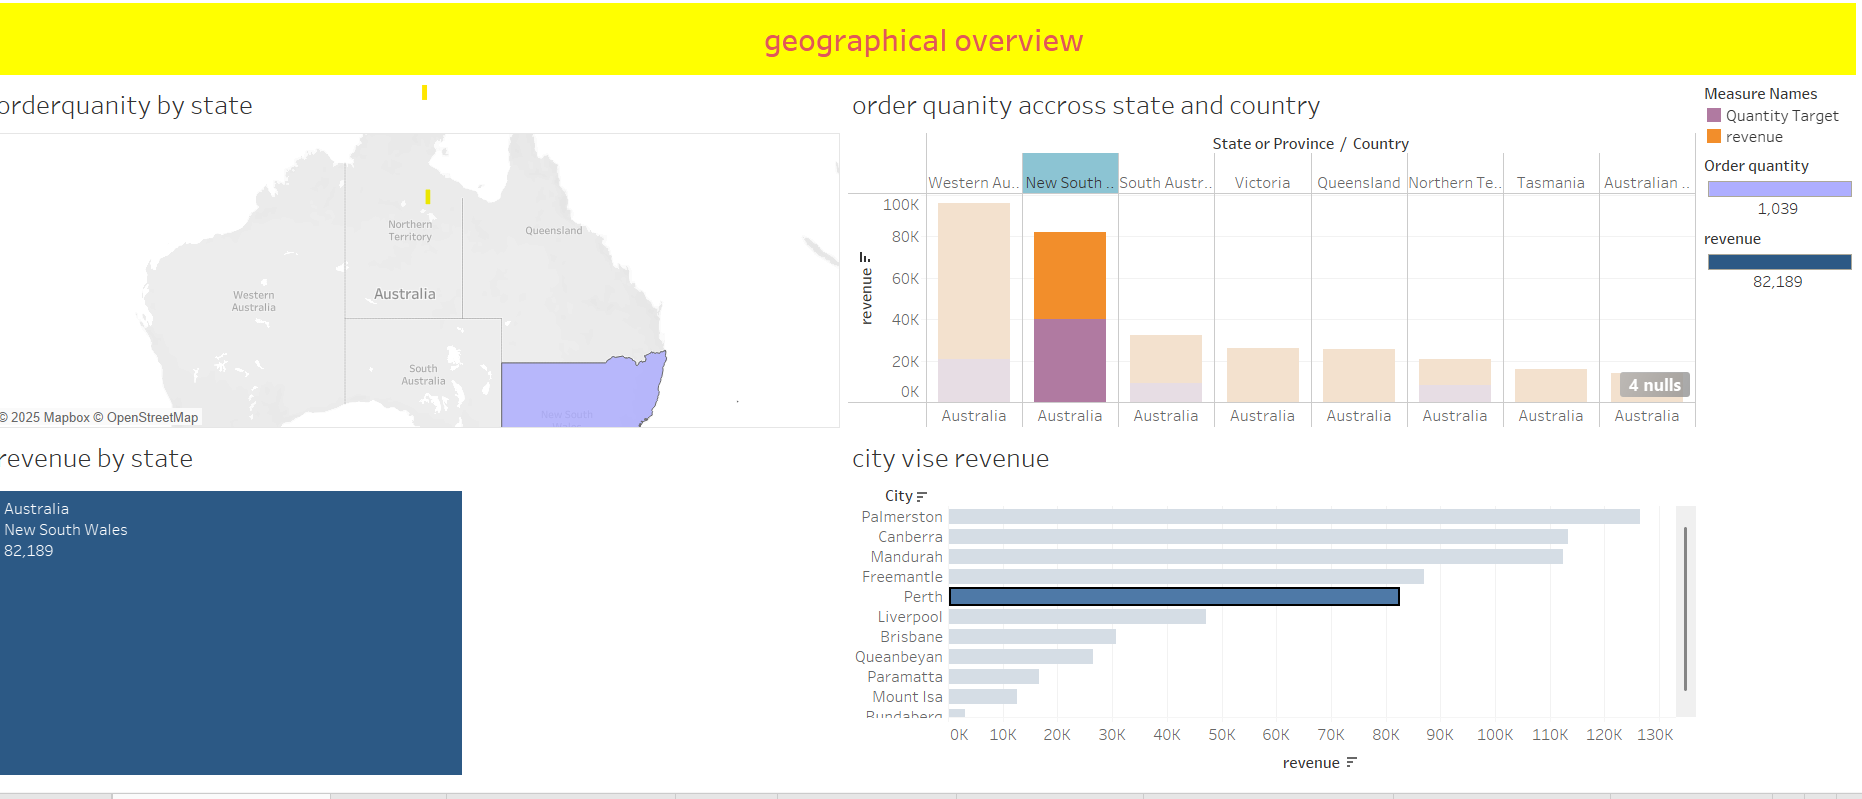 geographical overview
orderquanity by state
Northern
Territory
Queensland
Western
Australia
Australia
South
Australia
New South
Wales
© 2025 Mapbox © OpenStreetMap
order quanity accross state and country
State or Province / Country
Western Au.. New South .. South Austr.. Victoria Queensland Northern Te.. Tasmania Australian ..
100K
80K
60K
40K
20K
0K
revenue
4 nulls
Australia Australia Australia Australia Australia Australia Australia Australia
Measure Names
Quantity Target
revenue
Order quantity
1,039
revenue
82,189
revenue by state
Australia
New South Wales
82,189
city vise revenue
City
Palmerston
Canberra
Mandurah
Freemantle
Perth
Liverpool
Brisbane
Queanbeyan
Paramatta
Mount Isa
Bundaberg
0K 10K 20K 30K 40K 50K 60K 70K 80K 90K 100K 110K 120K 130K
revenue